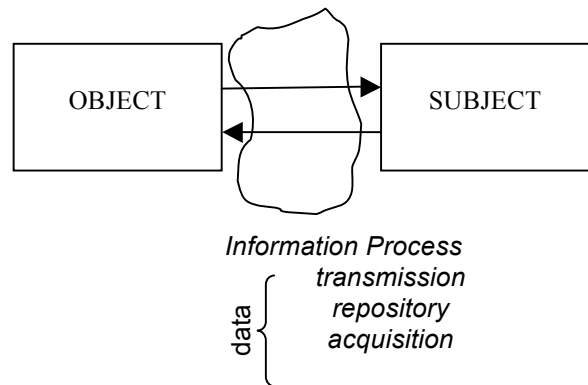 OBJECT
SUBJECT
Information Process
transmission
repository
acquisition
data